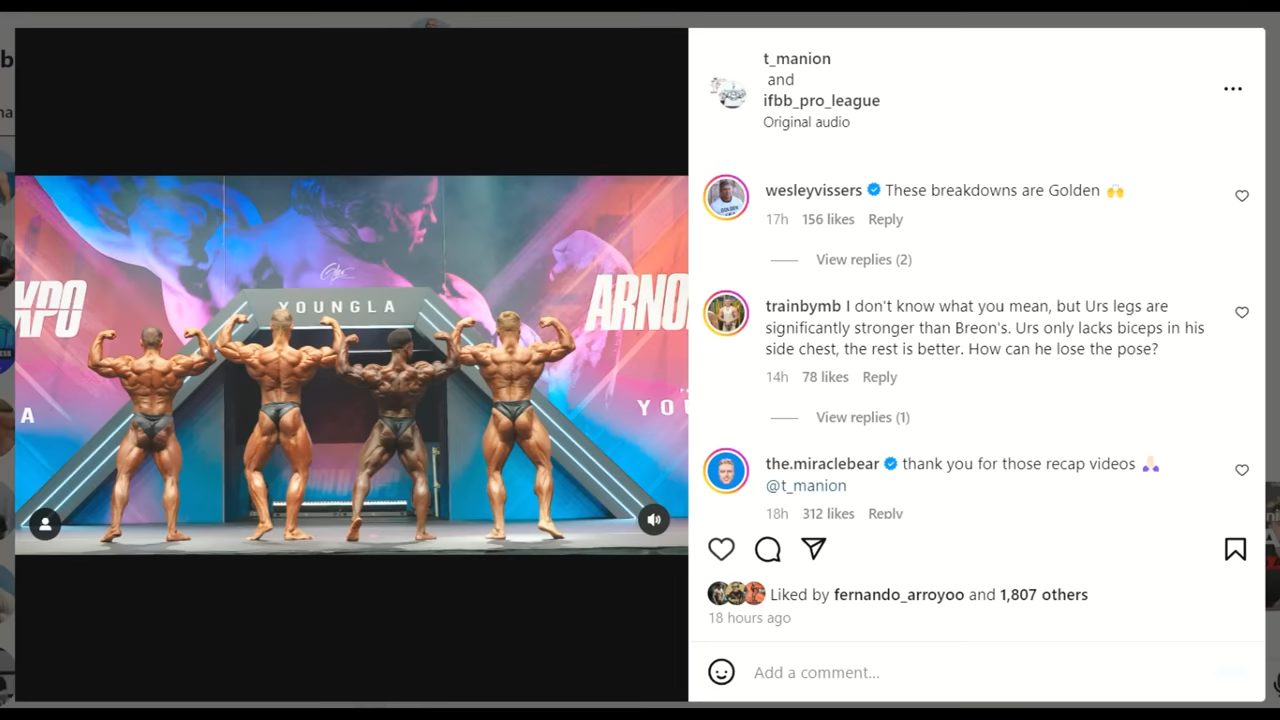 b
na
XPO
YOUNGLA
ARNO
YOU
A
t_manion
and
ifbb_pro_league
Original audio
wesleyvissers These breakdowns are Golden 🙌
17h 156 likes Reply
View replies (2)
trainbymb I don't know what you mean, but Urs legs are
significantly stronger than Breon's. Urs only lacks biceps in his
side chest, the rest is better. How can he lose the pose?
14h 78 likes Reply
View replies (1)
the.miraclebear thank you for those recap videos 🙏🏻
@t_manion
18h 312 likes Reply
Liked by fernando_arroyoo and 1,807 others
18 hours ago
Add a comment...